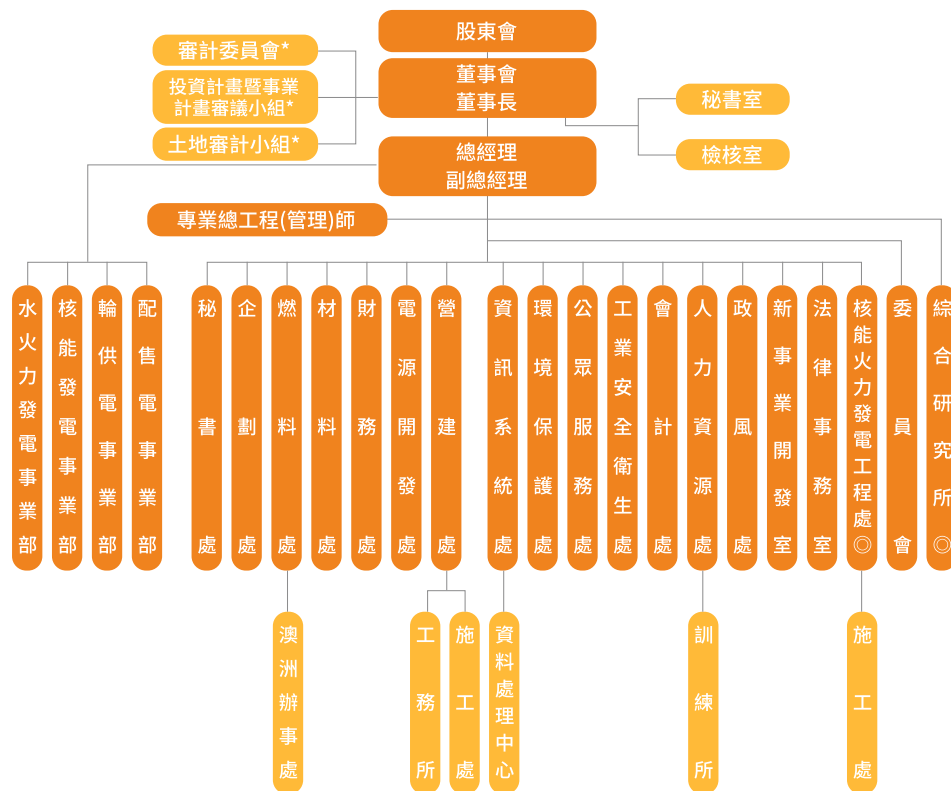 股東會
審計委員會★
投資計畫暨事業
計畫審議小組★
土地審計小組★
董事會
董事長
秘書室
檢核室
總經理
副總經理
專業總工程(管理)師
水火力發電事業部
核能發電事業部
輸供電事業部
配售電事業部
秘書處
企劃處
燃料處
材料處
財務處
電源開發處
營建處
資訊系統處
環境保護處
公眾服務處
工業安全衛生處
會計處
人力資源處
政風處
新事業開發室
法律事務室
核能火力發電工程處◎
委員會
綜合研究所◎
澳洲辦事處
工務所
施工處
資料處理中心
訓練所
施工處